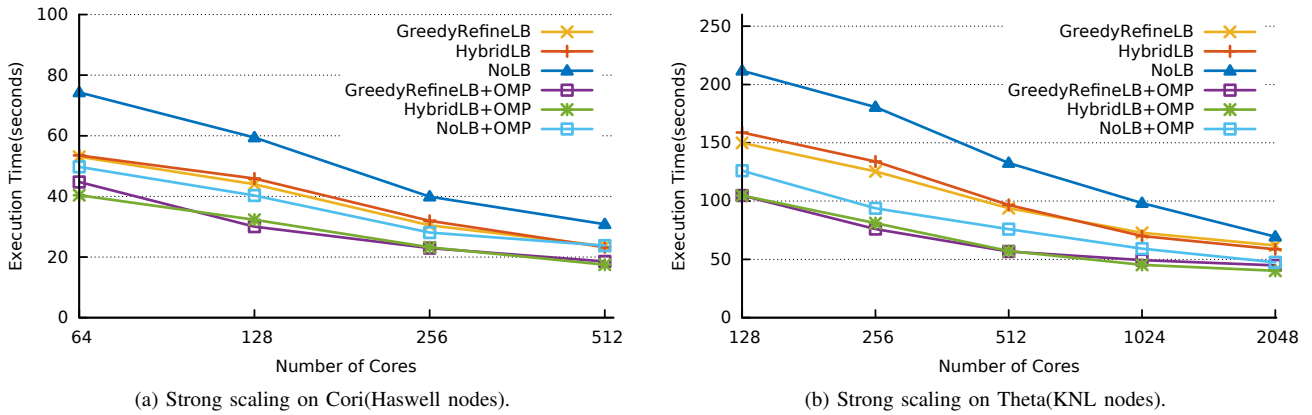 100
80
60
40
20
0
Execution Time(seconds)
GreedyRefineLB
HybridLB
NoLB
GreedyRefineLB+OMP
HybridLB+OMP
NoLB+OMP
64 128 256 512
Number of Cores
(a) Strong scaling on Cori(Haswell nodes).
250
200
150
100
50
0
Execution Time(seconds)
GreedyRefineLB
HybridLB
NoLB
GreedyRefineLB+OMP
HybridLB+OMP
NoLB+OMP
128 256 512 1024 2048
Number of Cores
(b) Strong scaling on Theta(KNL nodes).